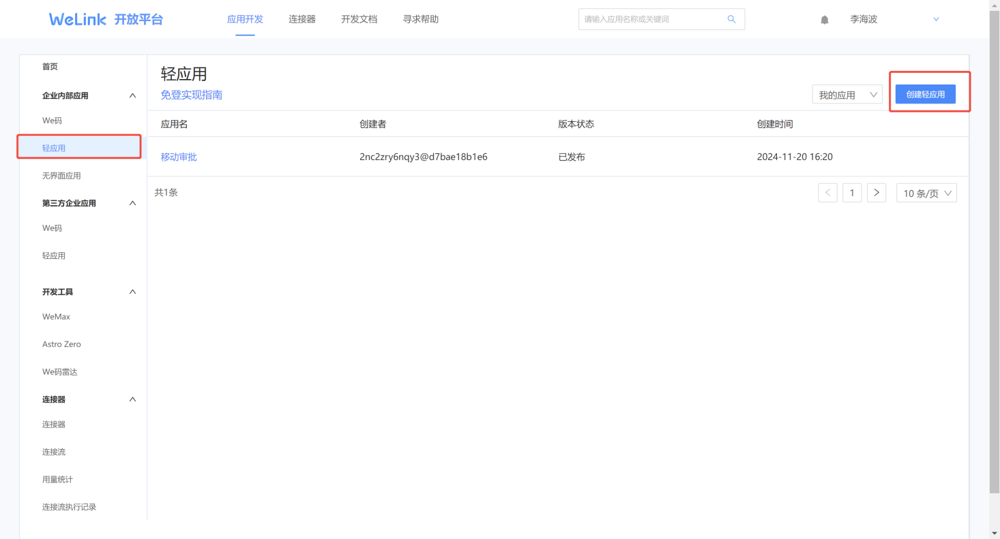 WeLink 开放平台 应用开发 连接器 开发文档 寻求帮助 请输入应用名称或关键词 李海波
首页
企业内部应用
We码
轻应用
无界面应用
第三方企业应用
We码
轻应用
开发工具
WeMax
Astro Zero
We码雷达
连接器
连接器
连接流
用量统计
连接流执行记录
轻应用
免登实现指南
我的应用 创建轻应用
应用名 创建者 版本状态 创建时间
移动审批 2nc2zry6nqy3@d7bae18b1e6 已发布 2024-11-20 16:20
共1条 < 1 > 10 条/页